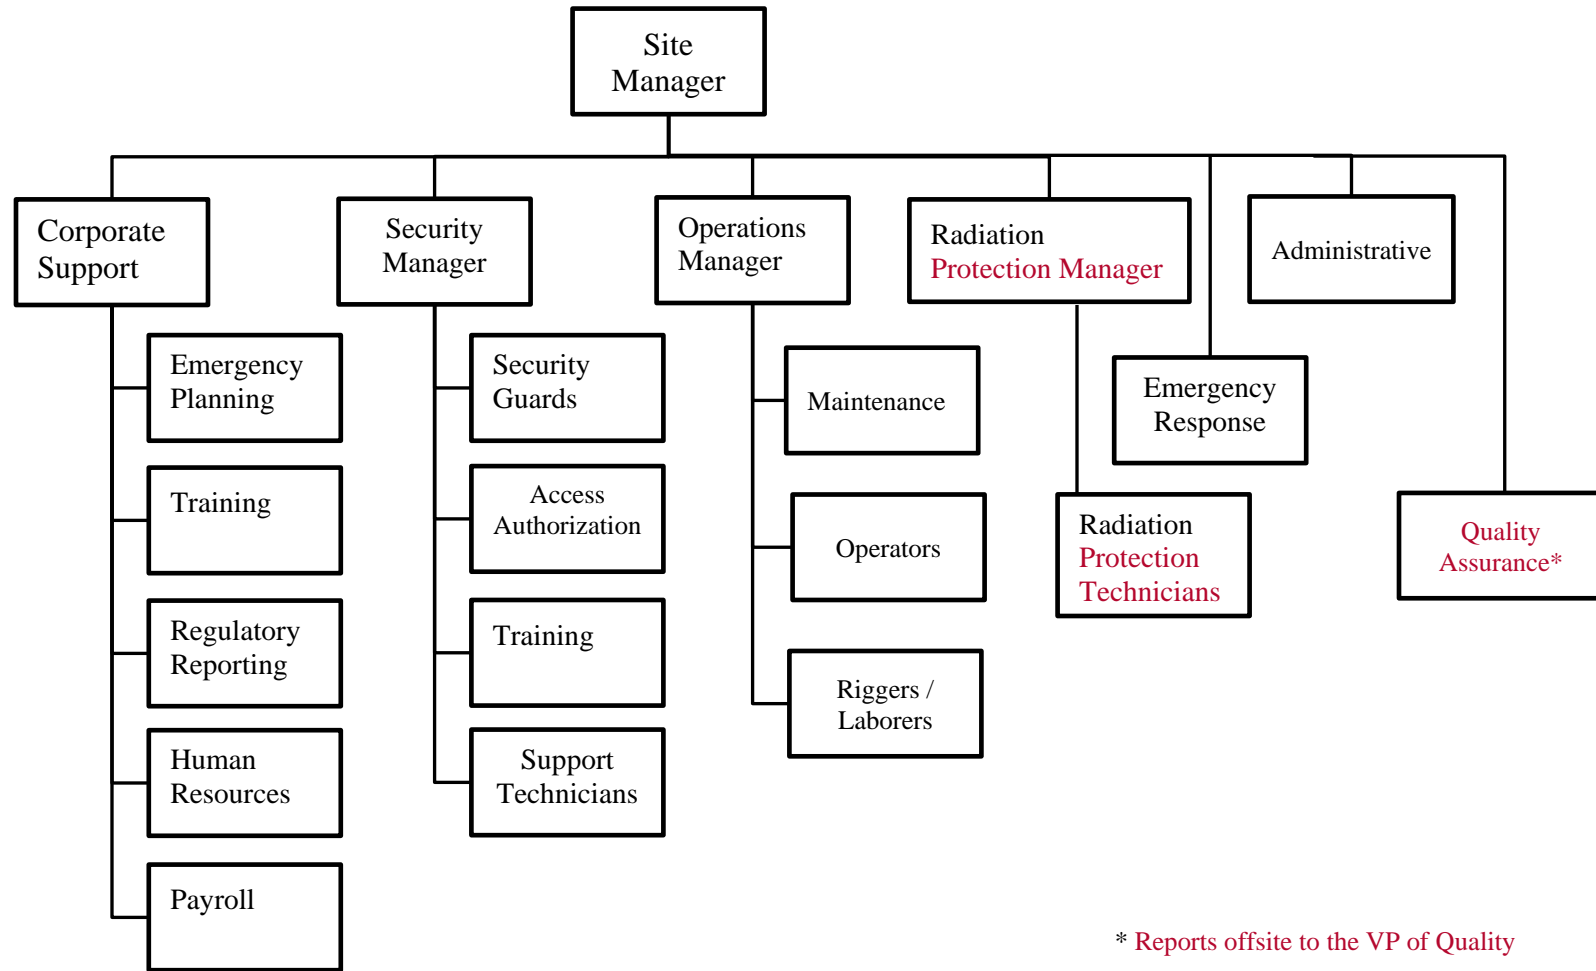 Site
Manager
Corporate
Support
Security
Manager
Operations
Manager
Radiation
Protection Manager
Administrative
Emergency
Planning
Training
Regulatory
Reporting
Human
Resources
Payroll
Security
Guards
Access
Authorization
Training
Support
Technicians
Maintenance
Operators
Riggers /
Laborers
Radiation
Protection
Technicians
Emergency
Response
Quality
Assurance*
* Reports offsite to the VP of Quality